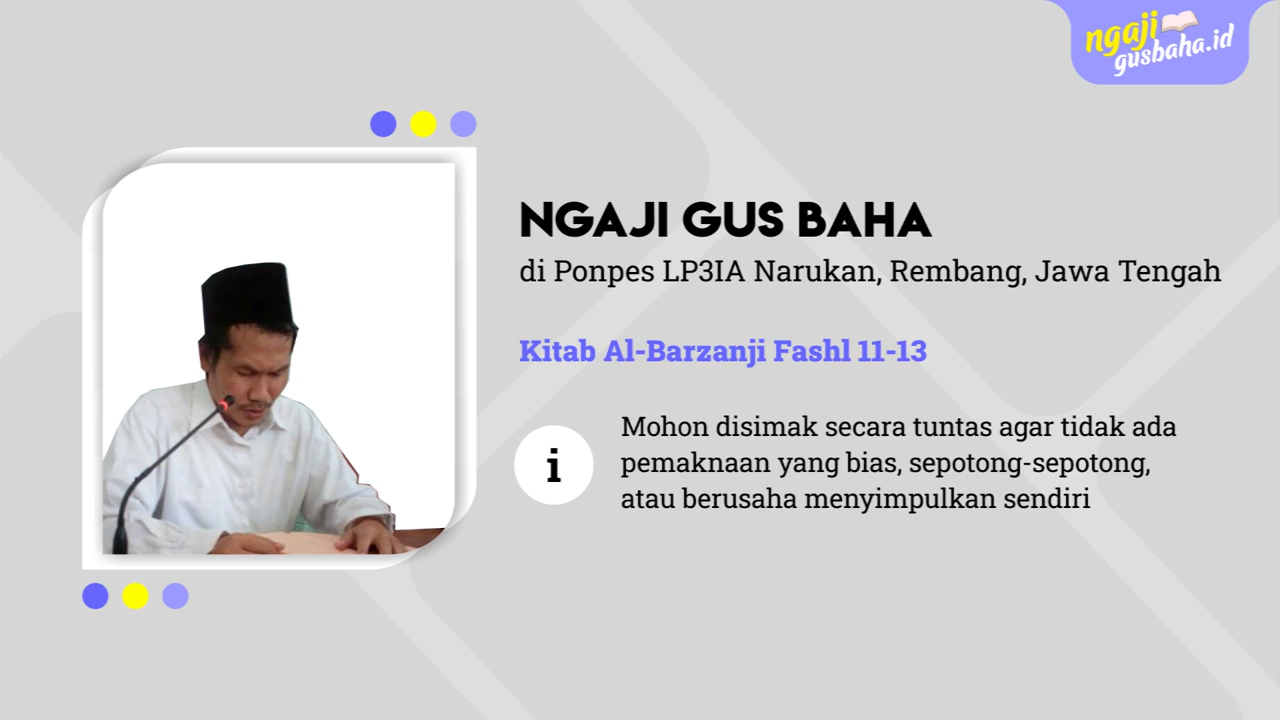 ngaji
gusbaha.id
NGAJI GUS BAHA
di Ponpes LP3IA Narukan, Rembang, Jawa Tengah
Kitab Al-Barzanji Fashl 11-13
i
Mohon disimak secara tuntas agar tidak ada
pemaknaan yang bias, sepotong-sepotong,
atau berusaha menyimpulkan sendiri